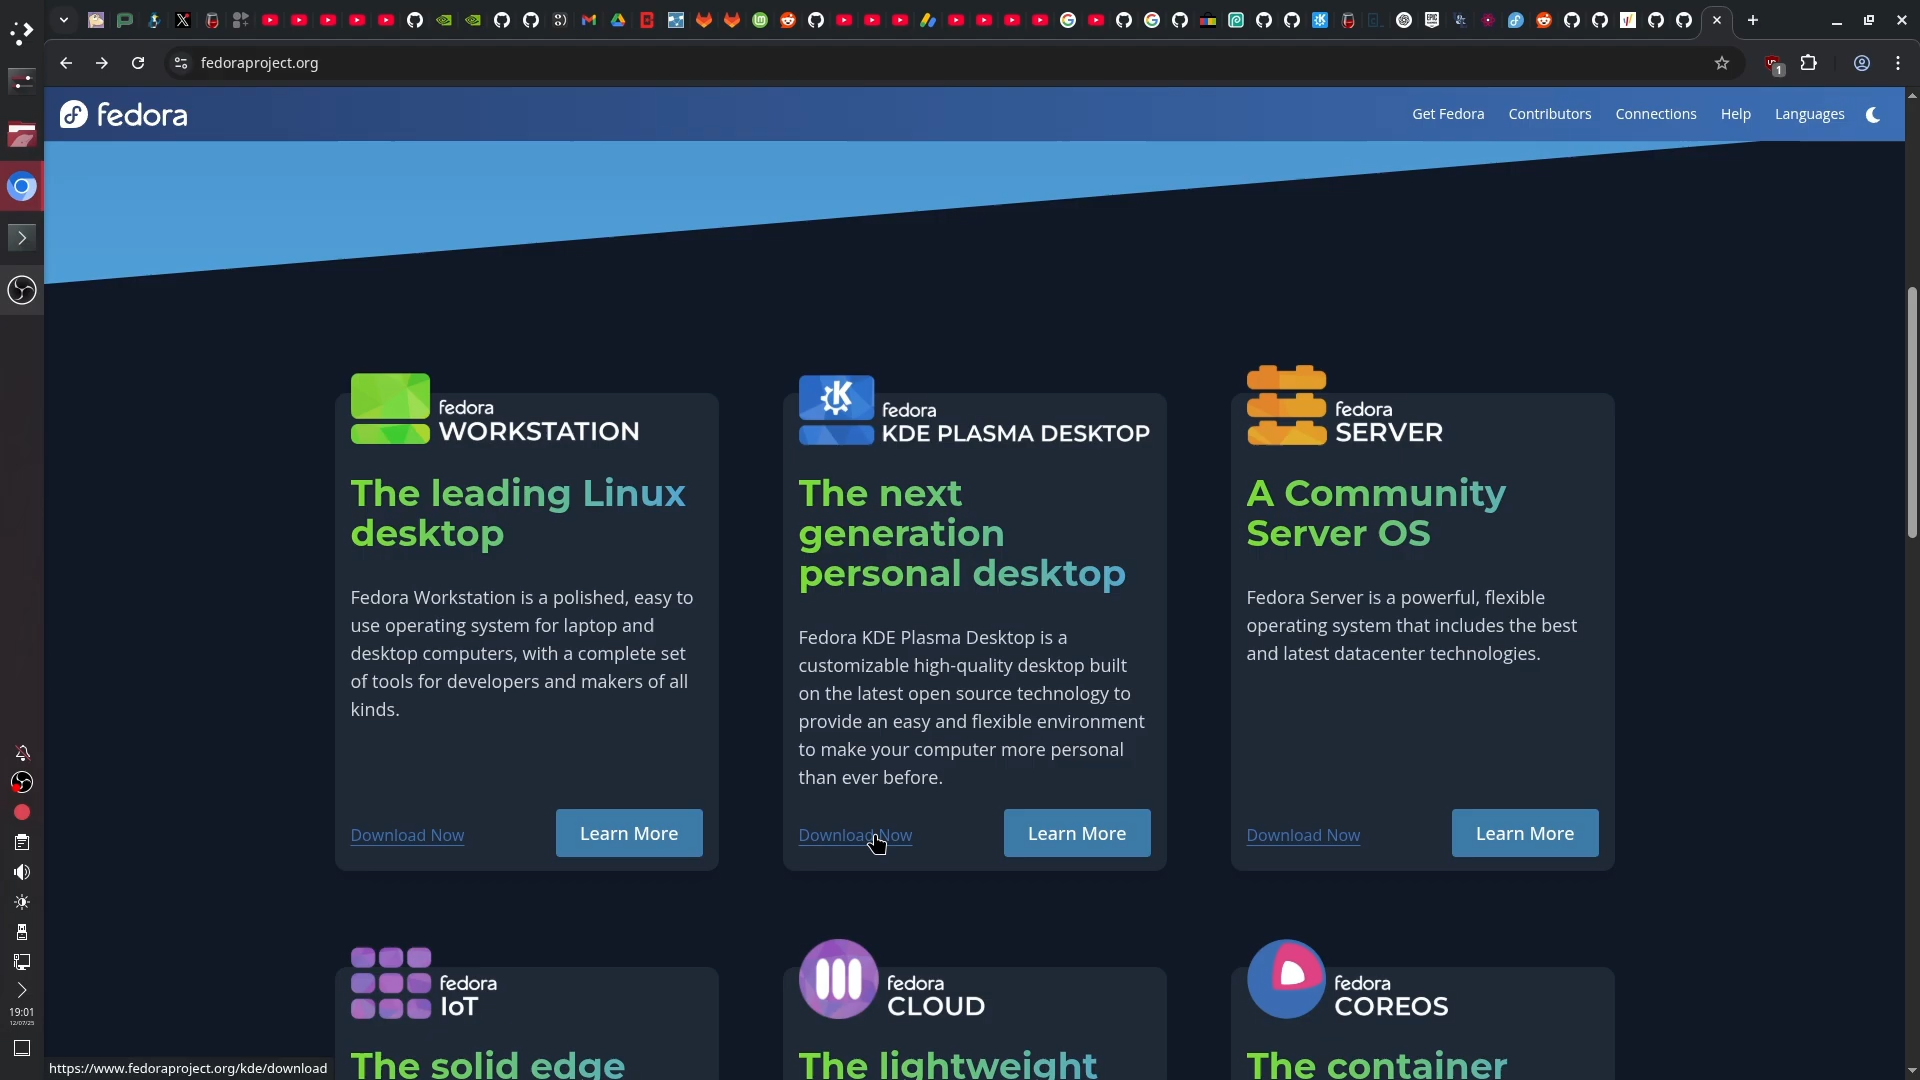 fedoraproject.org
1
fedora
Get Fedora
Contributors
Connections
Help
Languages
fedora
WORKSTATION
The leading Linux
desktop
Fedora Workstation is a polished, easy to
use operating system for laptop and
desktop computers, with a complete set
of tools for developers and makers of all
kinds.
Download Now
Learn More
fedora
KDE PLASMA DESKTOP
The next
generation
personal desktop
Fedora KDE Plasma Desktop is a
customizable high-quality desktop built
on the latest open source technology to
provide an easy and flexible environment
to make your computer more personal
than ever before.
Download Now
Learn More
fedora
SERVER
A Community
Server OS
Fedora Server is a powerful, flexible
operating system that includes the best
and latest datacenter technologies.
Download Now
Learn More
fedora
IoT
The solid edge
fedora
CLOUD
The lightweight
fedora
COREOS
The container
19:01
12/07/25
https://www.fedoraproject.org/kde/download